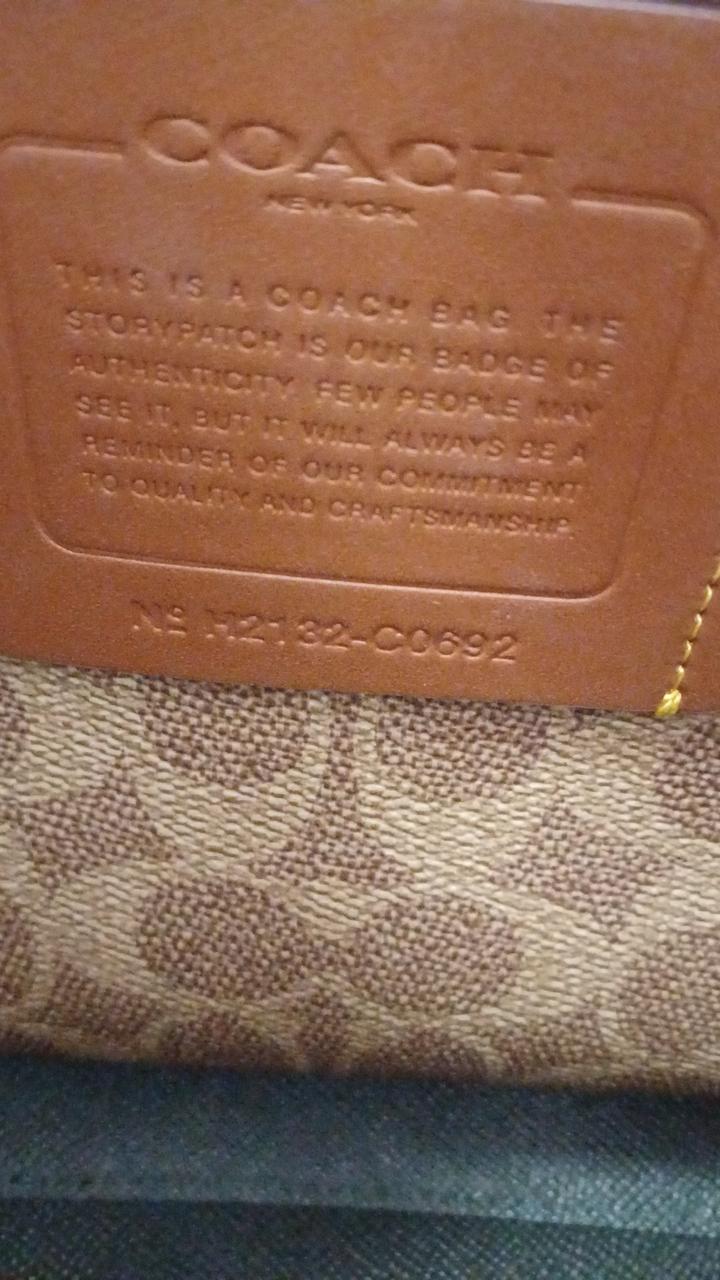 COACH
NEW YORK
THIS IS A COACH BAG. THE
STORYPATCH IS OUR BADGE OF
AUTHENTICITY. FEW PEOPLE MAY
SEE IT, BUT IT WILL ALWAYS BE A
REMINDER OF OUR COMMITMENT
TO QUALITY AND CRAFTSMANSHIP.
Nº H2132-C0692